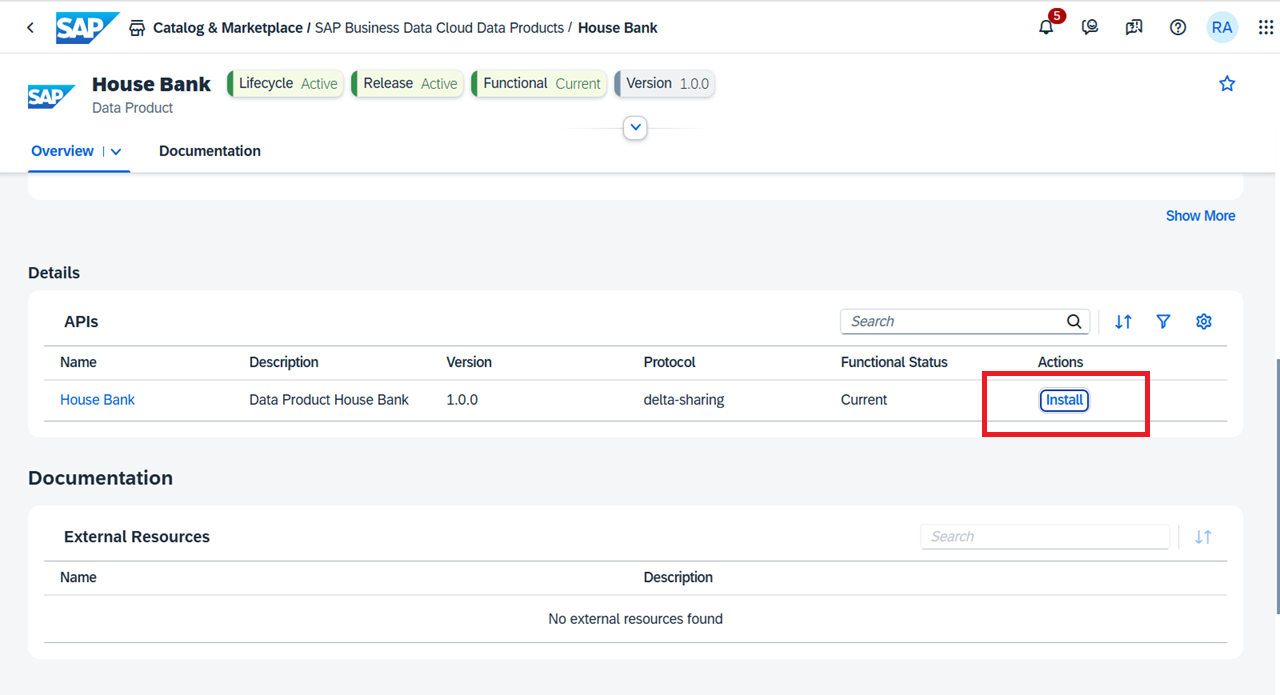 SAP Catalog & Marketplace / SAP Business Data Cloud Data Products / House Bank 5 RA
SAP House Bank Lifecycle Active Release Active Functional Current Version 1.0.0
Data Product
Overview Documentation
Show More
Details
APIs Search
Name Description Version Protocol Functional Status Actions
House Bank Data Product House Bank 1.0.0 delta-sharing Current Install
Documentation
External Resources Search
Name Description
No external resources found